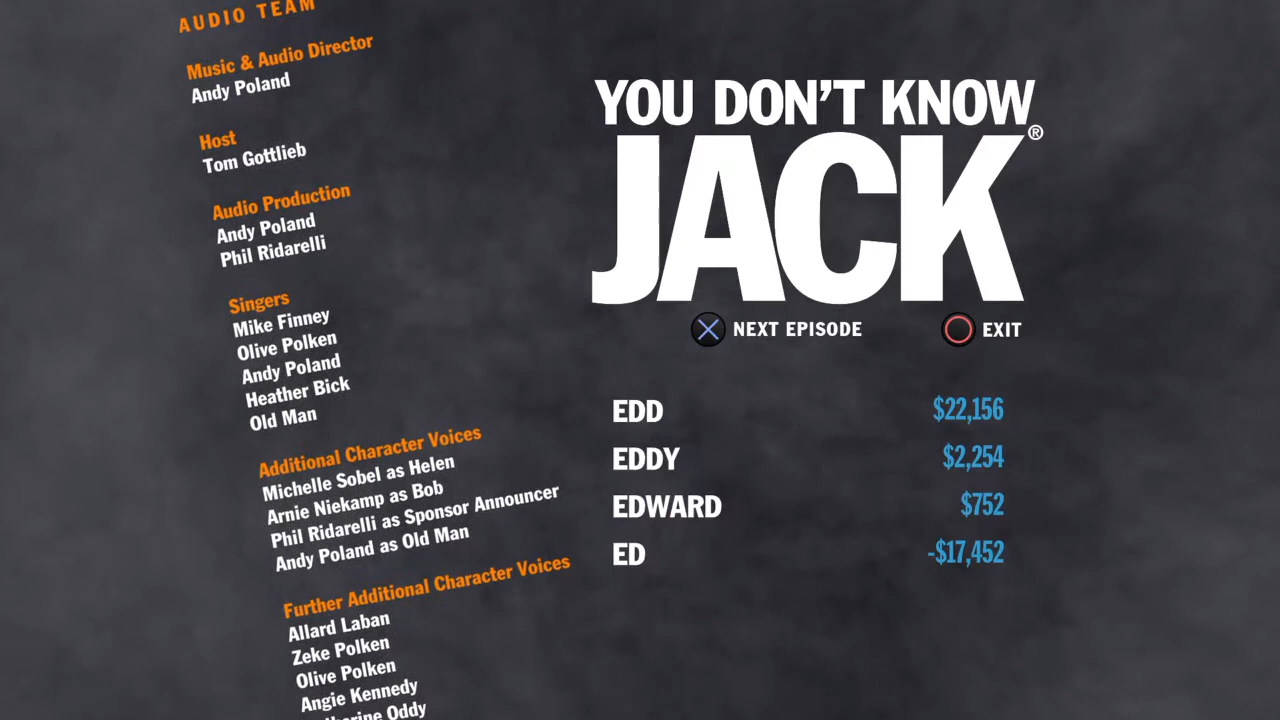 AUDIO TEAM
Music & Audio Director
Andy Poland
Host
Tom Gottlieb
Audio Production
Andy Poland
Phil Ridarelli
Singers
Mike Finney
Olive Polken
Andy Poland
Heather Bick
Old Man
Additional Character Voices
Michelle Sobel as Helen
Arnie Niekamp as Bob
Phil Ridarelli as Sponsor Announcer
Andy Poland as Old Man
Further Additional Character Voices
Allard Laban
Zeke Polken
Olive Polken
Angie Kennedy
Oddy
YOU DON'T KNOW
JACK®
NEXT EPISODE EXIT
EDD $22,156
EDDY $2,254
EDWARD $752
ED -$17,452